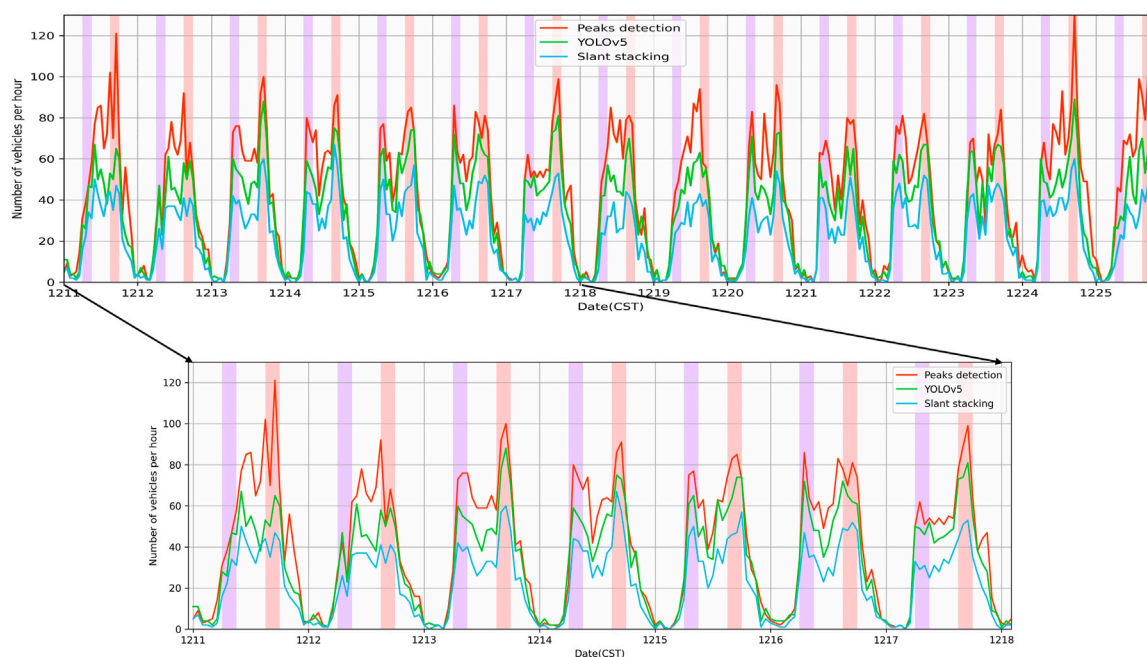 Peaks detection
YOLOv5
Slant stacking
Number of vehicles per hour
120
100
80
60
40
20
0
1211 1212 1213 1214 1215 1216 1217 1218 1219 1220 1221 1222 1223 1224 1225
Date(CST)
Peaks detection
YOLOv5
Slant stacking
Number of vehicles per hour
120
100
80
60
40
20
0
1211 1212 1213 1214 1215 1216 1217 1218
Date(CST)